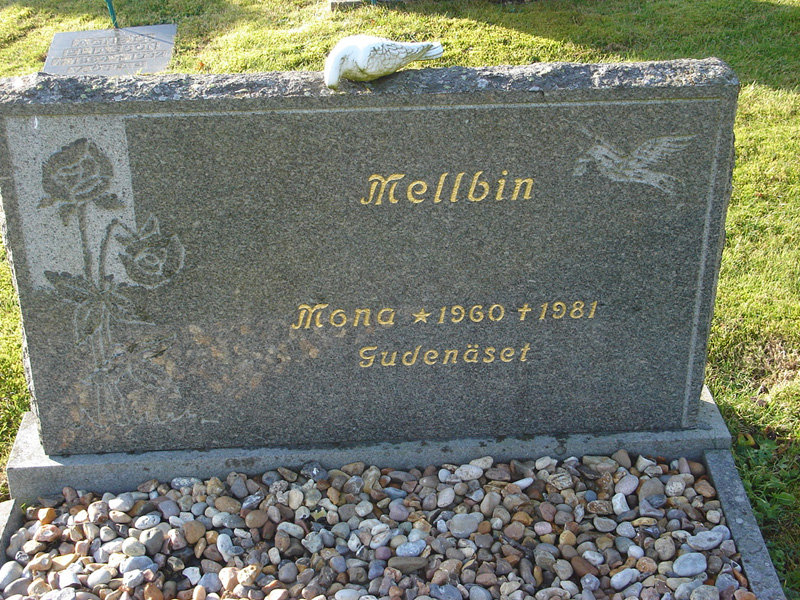 Mellbin
Mona ★ 1960 ✝ 1981
Gudenäset